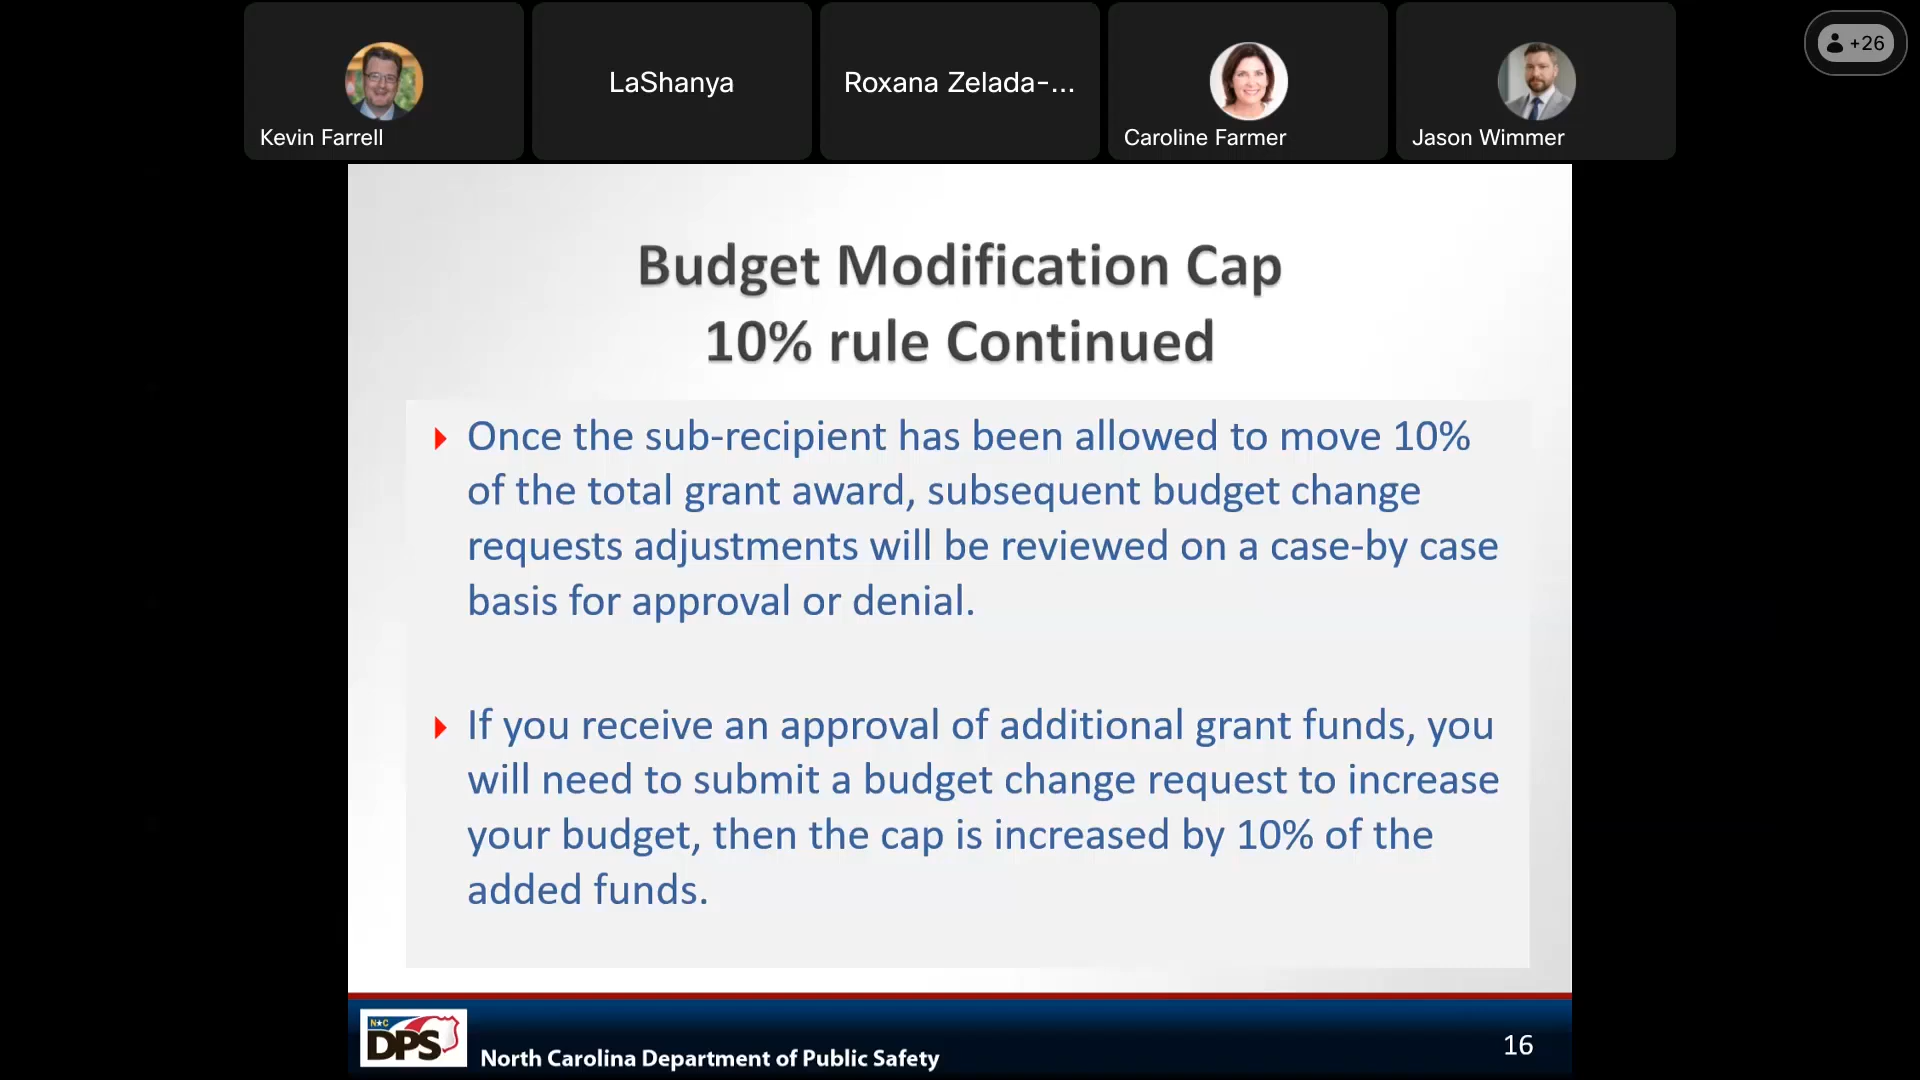 Kevin Farrell
LaShanya
Roxana Zelada-...
Caroline Farmer
Jason Wimmer
+26
Budget Modification Cap
10% rule Continued
Once the sub-recipient has been allowed to move 10%
of the total grant award, subsequent budget change
requests adjustments will be reviewed on a case-by case
basis for approval or denial.
If you receive an approval of additional grant funds, you
will need to submit a budget change request to increase
your budget, then the cap is increased by 10% of the
added funds.
N★C
DPS
North Carolina Department of Public Safety
16